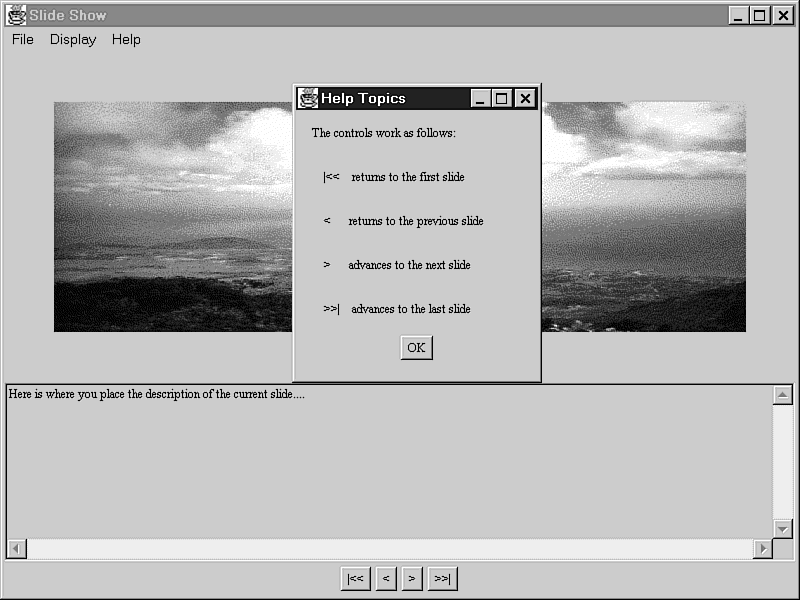 Slide Show
File Display Help
Help Topics
The controls work as follows:
|<< returns to the first slide
< returns to the previous slide
> advances to the next slide
>>| advances to the last slide
OK
Here is where you place the description of the current slide....
|<< < > >>|